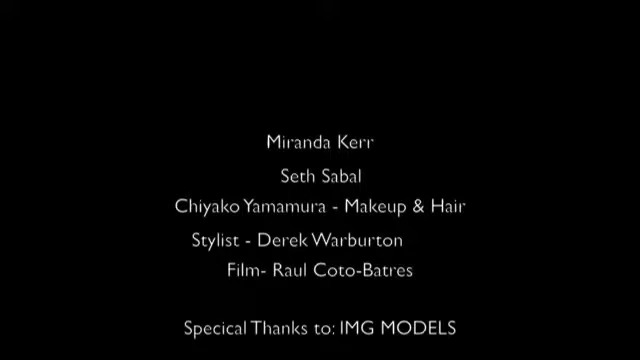 Miranda Kerr
Seth Sabal
Chiyako Yamamura - Makeup & Hair
Stylist - Derek Warburton
Film- Raul Coto-Batres
Specical Thanks to: IMG MODELS